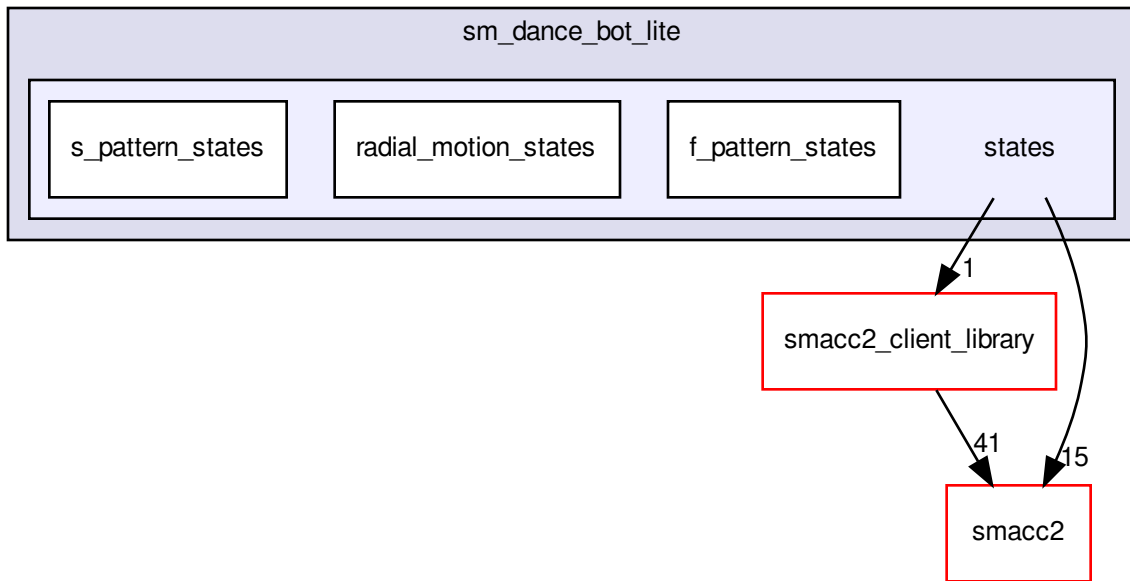 sm_dance_bot_lite
s_pattern_states
radial_motion_states
f_pattern_states
states
1
smacc2_client_library
41
15
smacc2